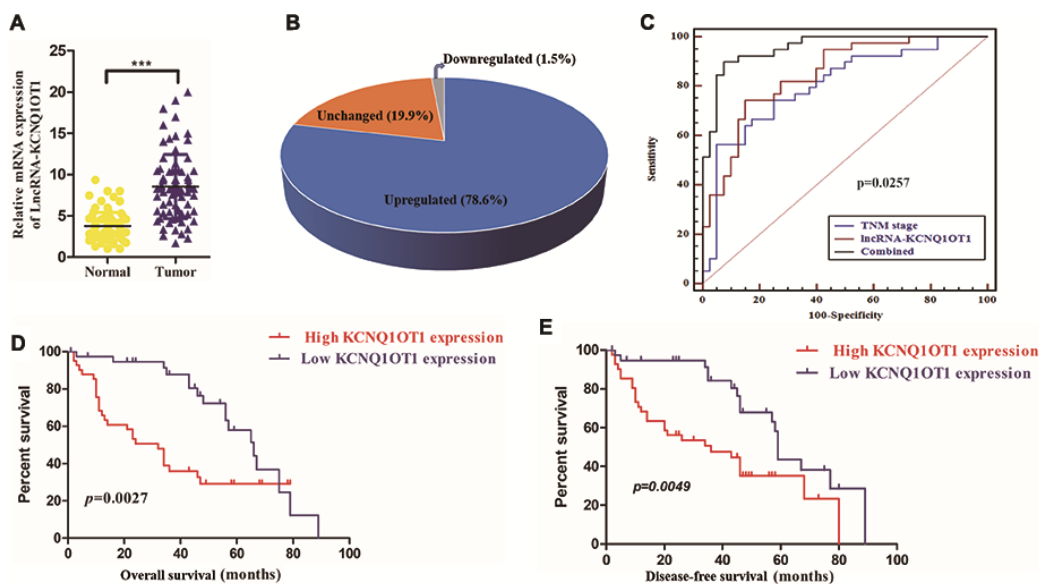 A
Relative mRNA expression
of LncRNA-KCNQ1OT1
25
20
15
10
5
0
***
Normal
Tumor
B
Downregulated (1.5%)
Unchanged (19.9%)
Upregulated (78.6%)
C
Sensitivity
100
80
60
40
20
0
p=0.0257
TNM stage
lncRNA-KCNQ1OT1
Combined
0 20 40 60 80 100
100-Specificity
D
High KCNQ1OT1 expression
Low KCNQ1OT1 expression
Percent survival
100
80
60
40
20
0
p=0.0027
0 20 40 60 80 100
Overall survival (months)
E
High KCNQ1OT1 expression
Low KCNQ1OT1 expression
Percent survival
100
80
60
40
20
0
p=0.0049
0 20 40 60 80 100
Disease-free survival (months)